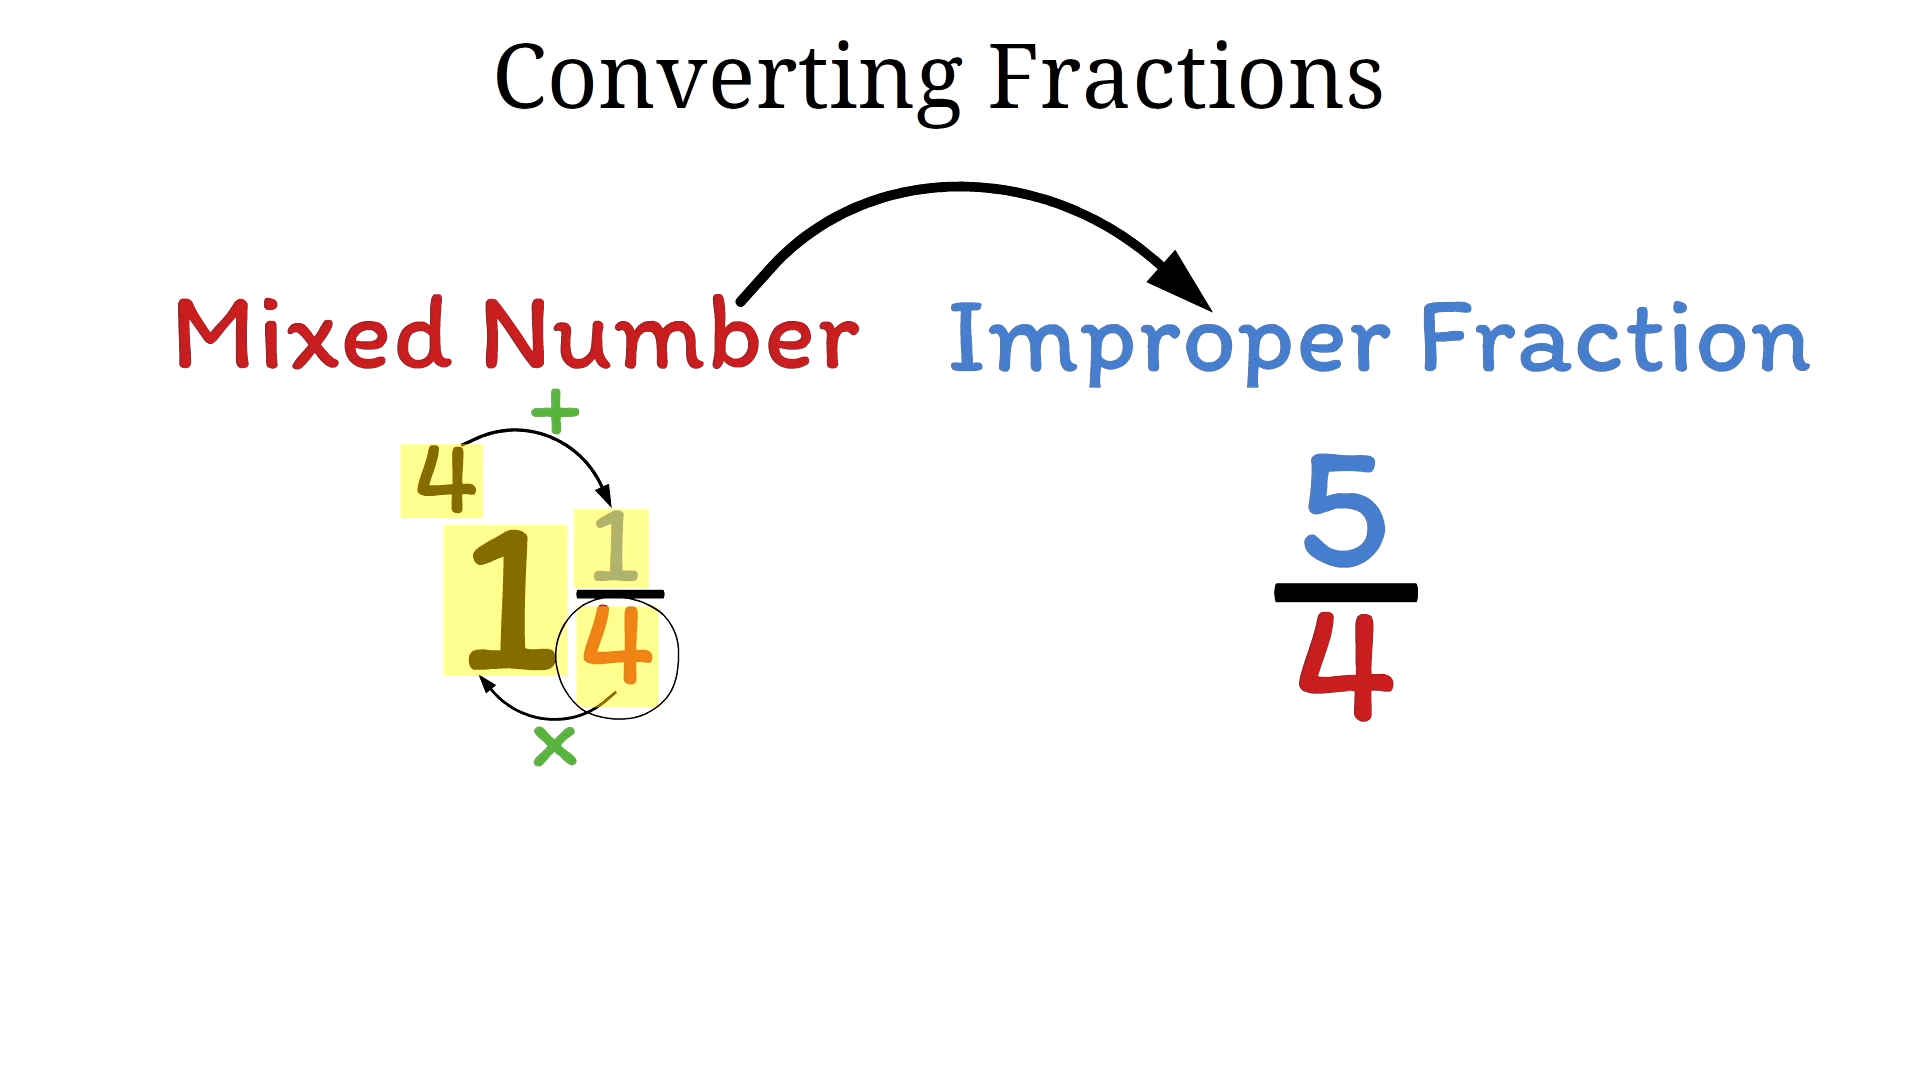 Converting Fractions
Mixed Number Improper Fraction
+
4
1 1/4
×
5/4